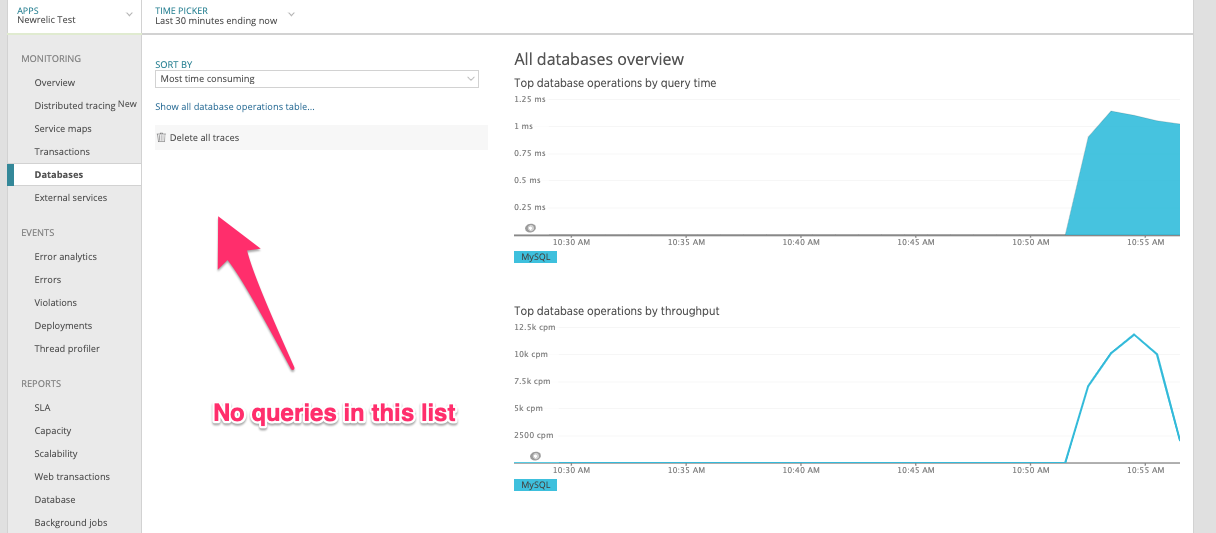 APPS
Newrelic Test
TIME PICKER
Last 30 minutes ending now
MONITORING
Overview
Distributed tracing New
Service maps
Transactions
Databases
External services
EVENTS
Error analytics
Errors
Violations
Deployments
Thread profiler
REPORTS
SLA
Capacity
Scalability
Web transactions
Database
Background jobs
SORT BY
Most time consuming
Show all database operations table...
Delete all traces
No queries in this list
All databases overview
Top database operations by query time
1.25 ms
1 ms
0.75 ms
0.5 ms
0.25 ms
10:30 AM 10:35 AM 10:40 AM 10:45 AM 10:50 AM 10:55 AM
MySQL
Top database operations by throughput
12.5k cpm
10k cpm
7.5k cpm
5k cpm
2500 cpm
10:30 AM 10:35 AM 10:40 AM 10:45 AM 10:50 AM 10:55 AM
MySQL